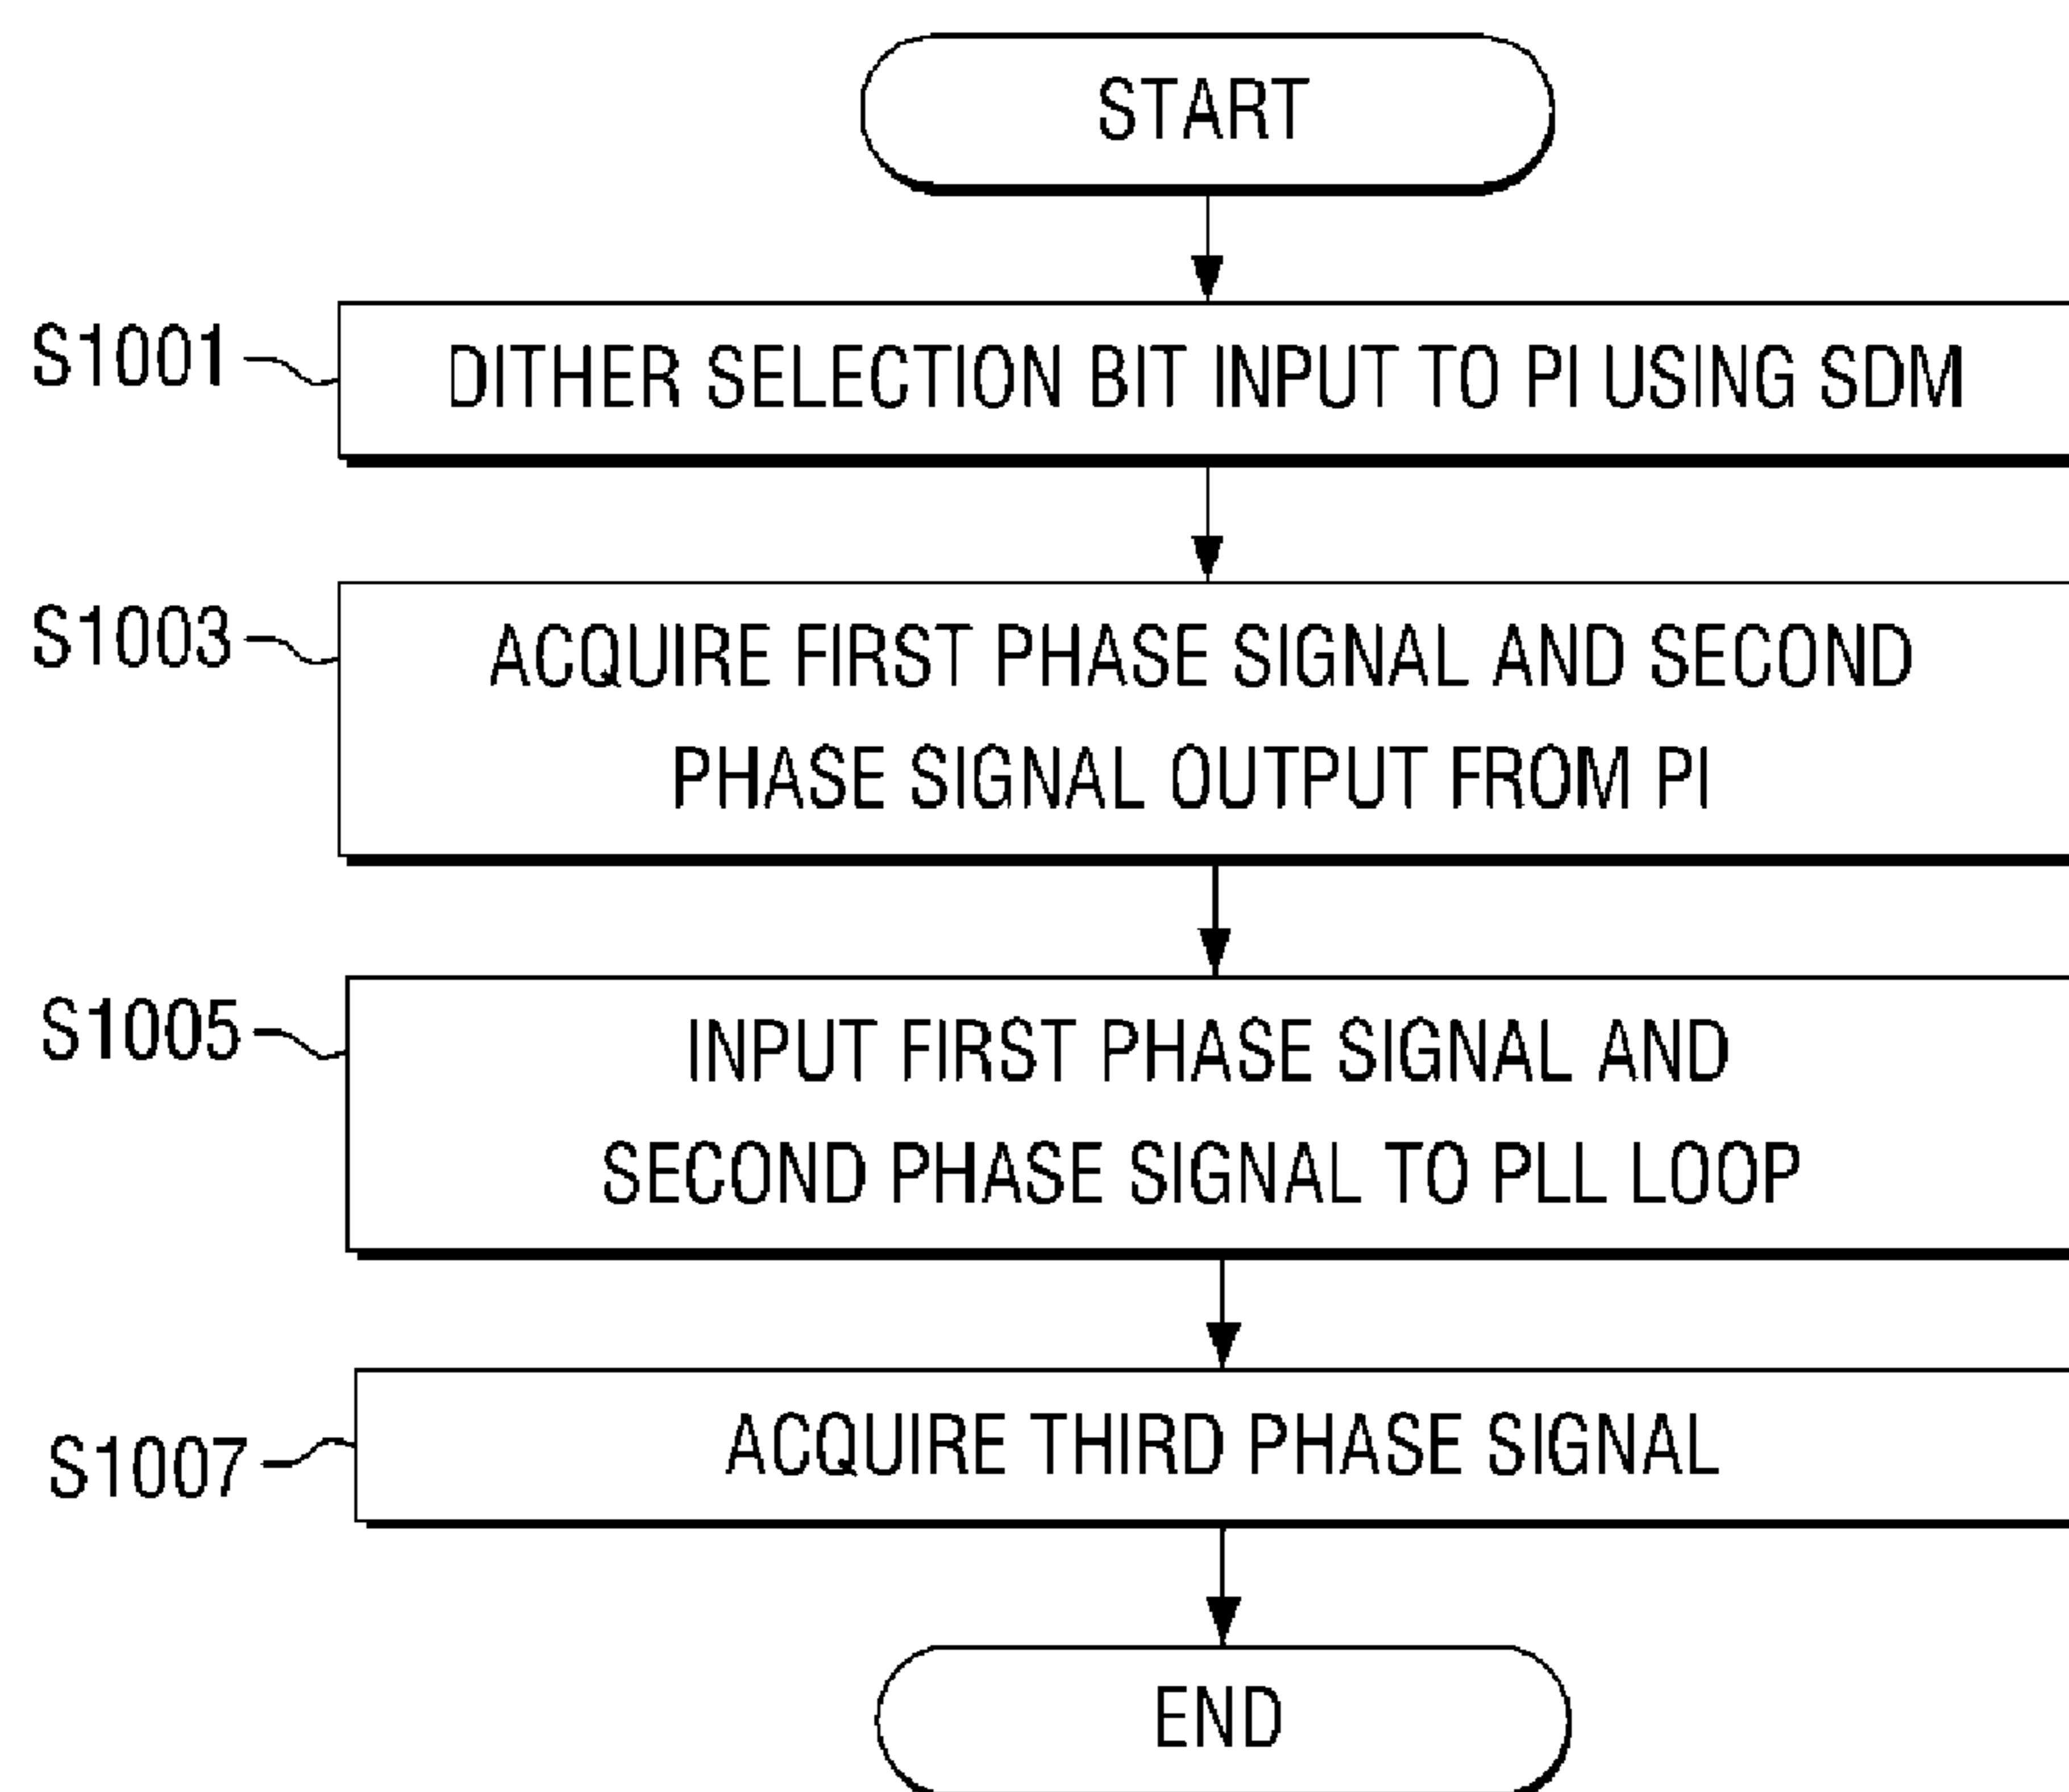 START
S1001
DITHER SELECTION BIT INPUT TO PI USING SDM
S1003
ACQUIRE FIRST PHASE SIGNAL AND SECOND
PHASE SIGNAL OUTPUT FROM PI
S1005
INPUT FIRST PHASE SIGNAL AND
SECOND PHASE SIGNAL TO PLL LOOP
S1007
ACQUIRE THIRD PHASE SIGNAL
END